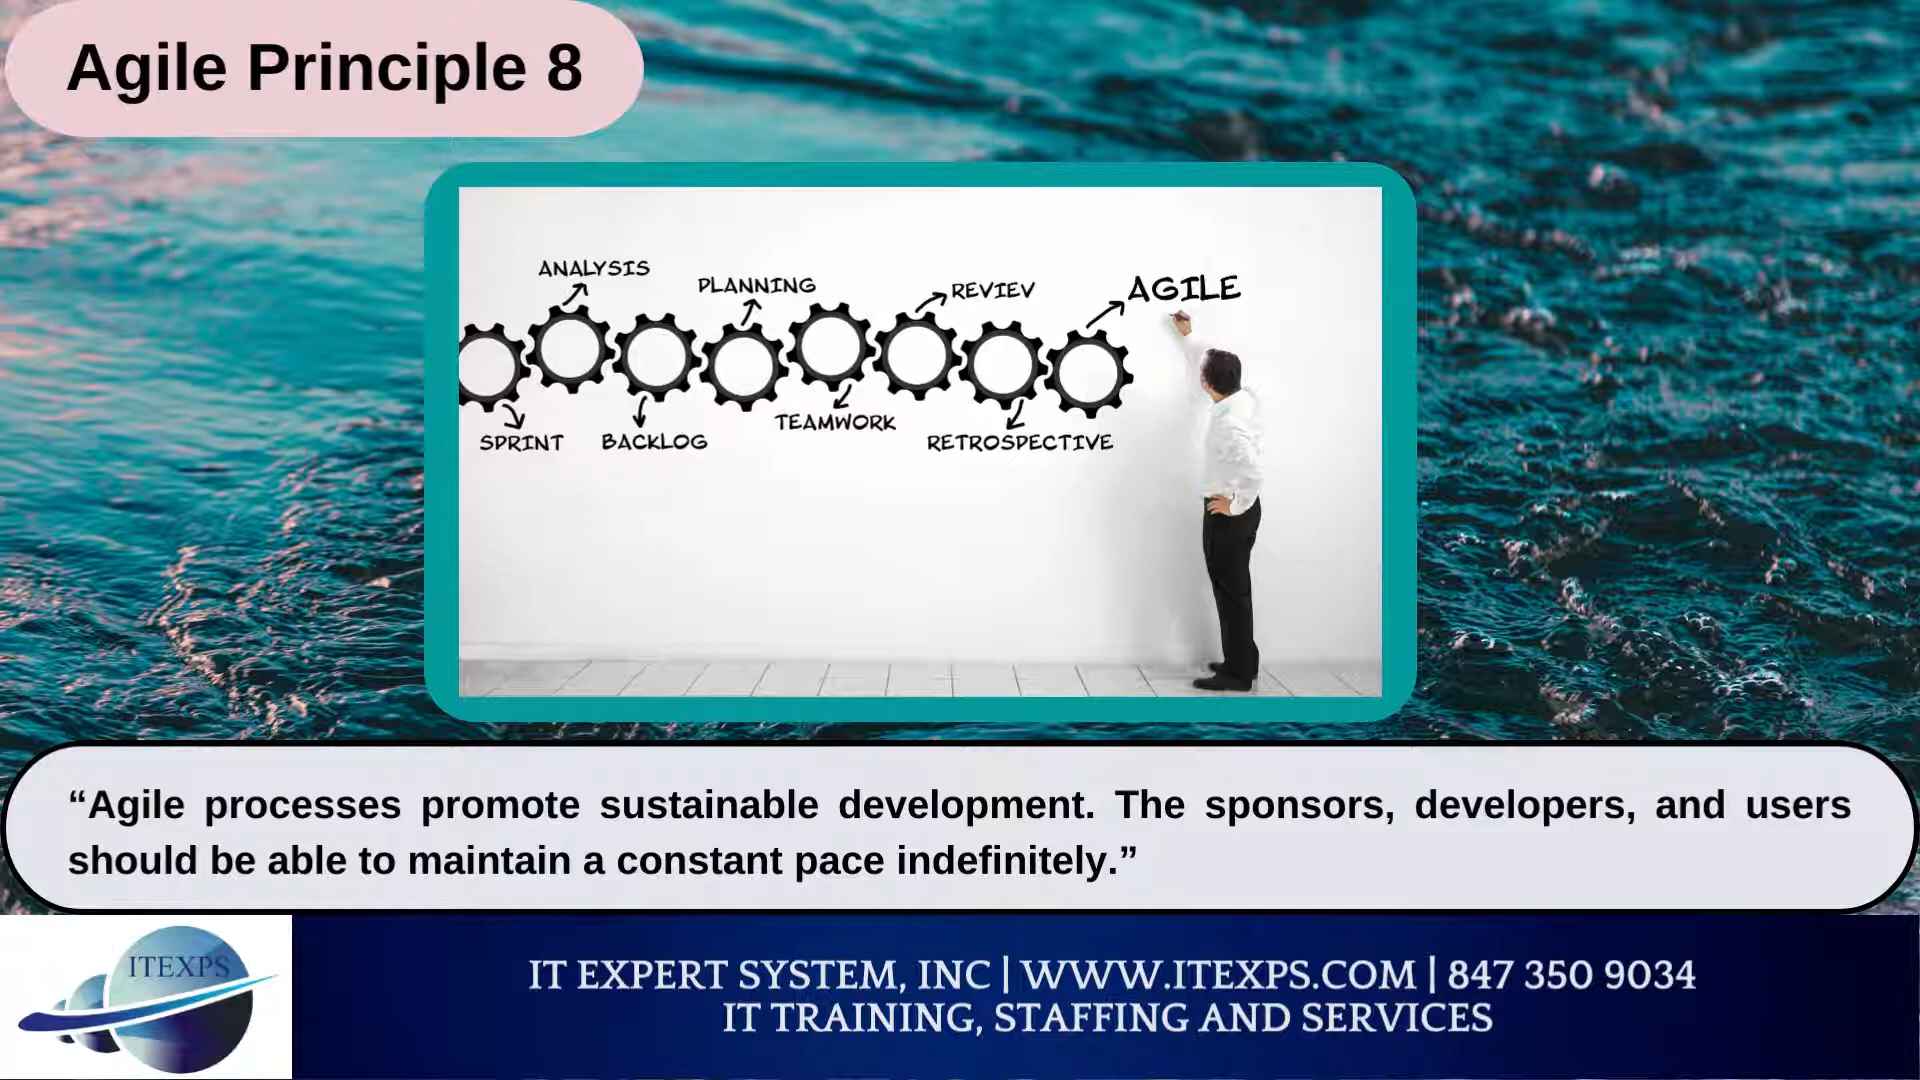 Agile Principle 8
ANALYSIS
PLANNING
REVIEV
AGILE
SPRINT
BACKLOG
TEAMWORK
RETROSPECTIVE
“Agile processes promote sustainable development. The sponsors, developers, and users
should be able to maintain a constant pace indefinitely.”
ITEXPS
IT EXPERT SYSTEM, INC | WWW.ITEXPS.COM | 847 350 9034
IT TRAINING, STAFFING AND SERVICES